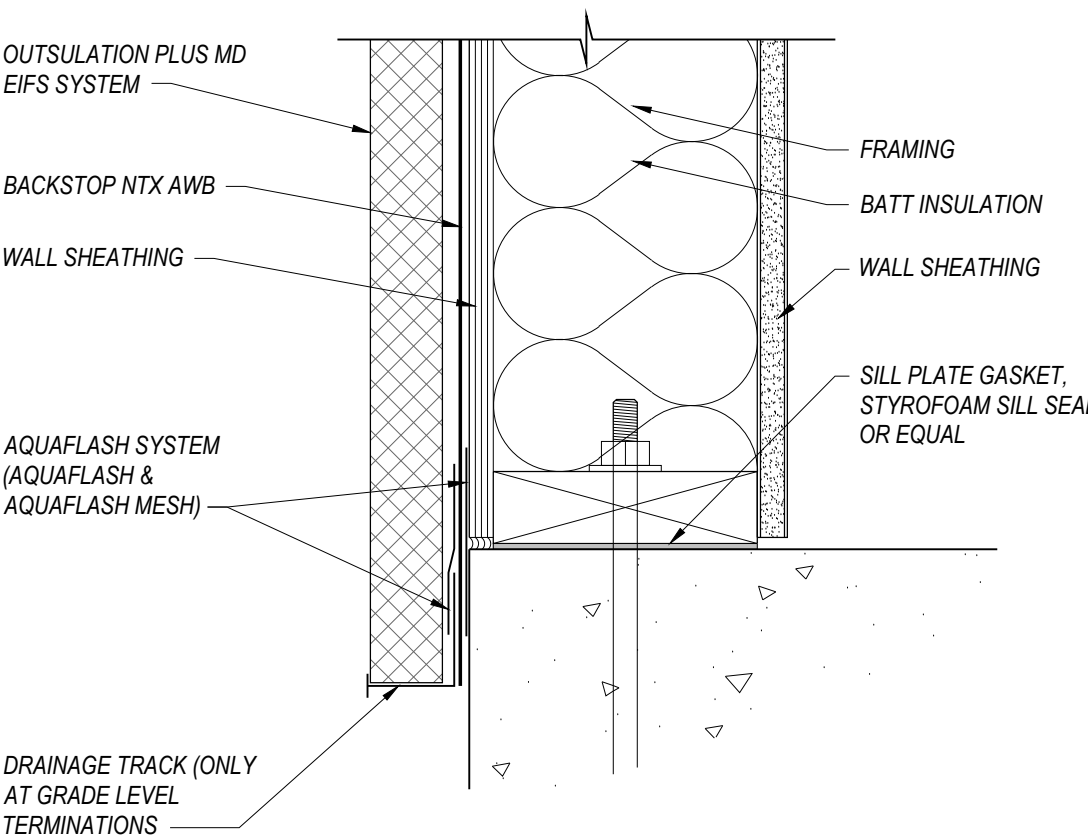 OUTSULATION PLUS MD
EIFS SYSTEM
BACKSTOP NTX AWB
WALL SHEATHING
AQUAFLASH SYSTEM
(AQUAFLASH &
AQUAFLASH MESH)
DRAINAGE TRACK (ONLY
AT GRADE LEVEL
TERMINATIONS
FRAMING
BATT INSULATION
WALL SHEATHING
SILL PLATE GASKET,
STYROFOAM SILL SEAL
OR EQUAL